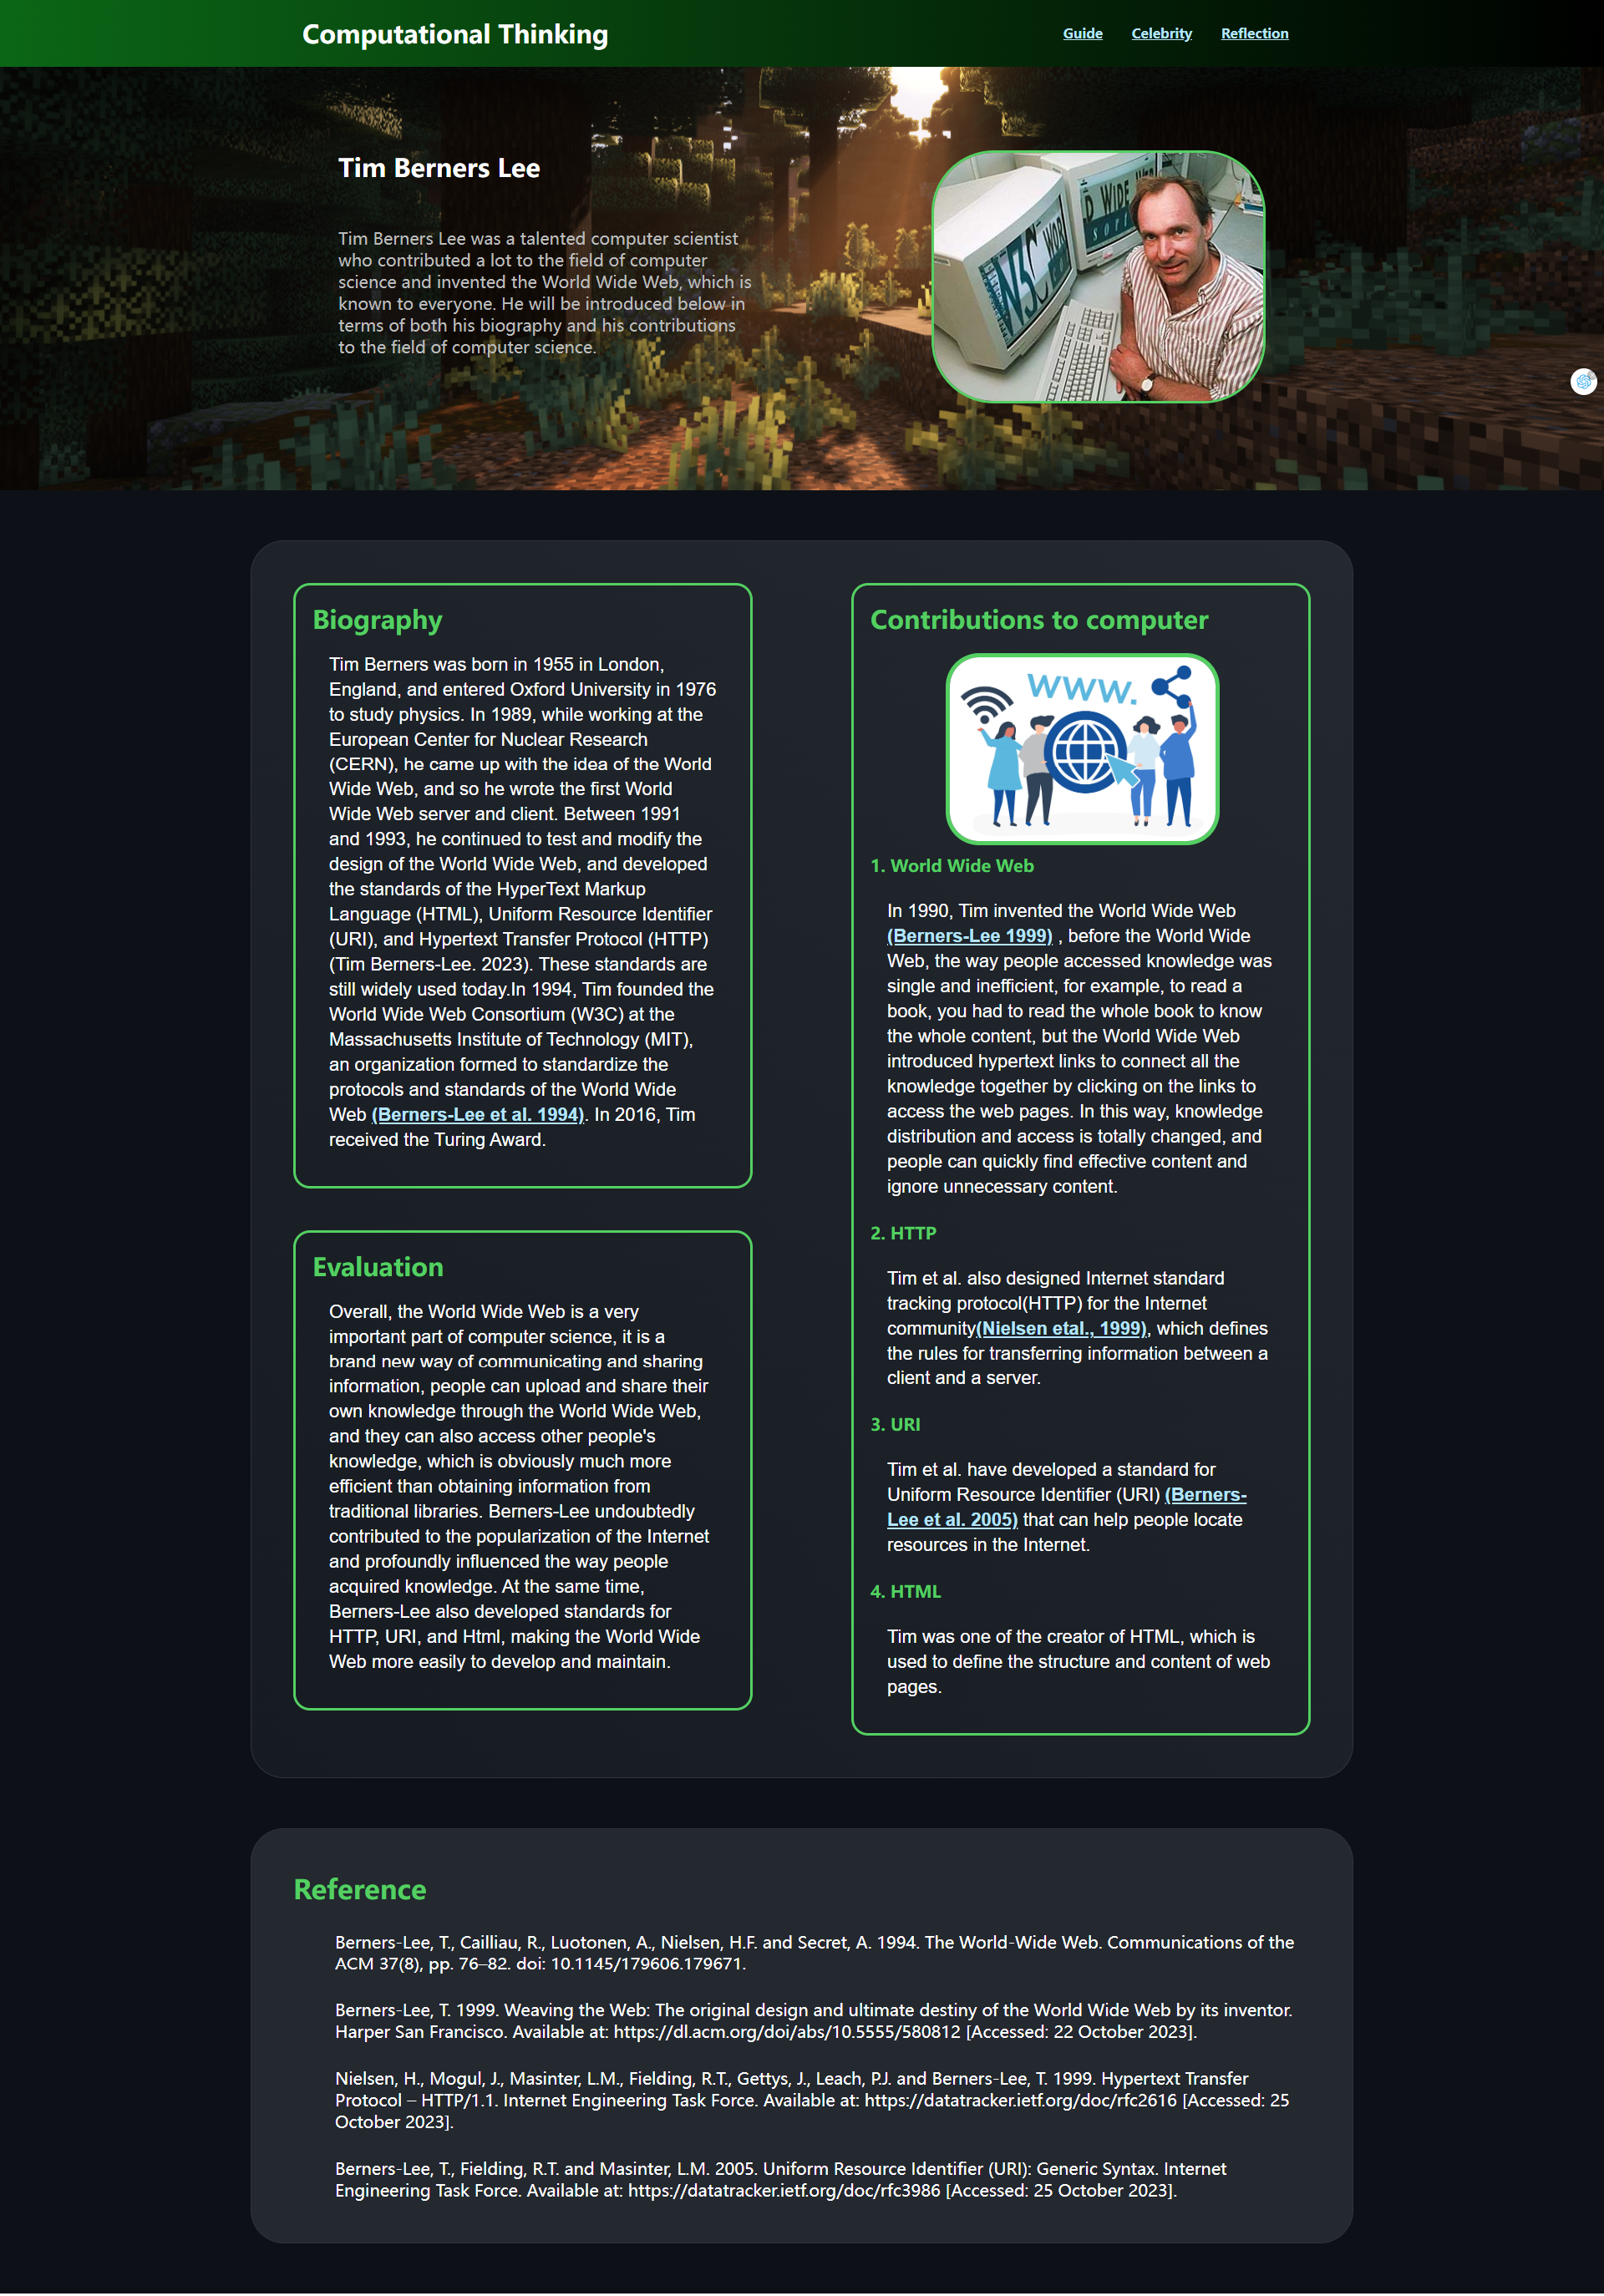 Computational Thinking
Guide
Celebrity
Reflection
Tim Berners Lee
Tim Berners Lee was a talented computer scientist
who contributed a lot to the field of computer
science and invented the World Wide Web, which is
known to everyone. He will be introduced below in
terms of both his biography and his contributions
to the field of computer science.
Biography
Tim Berners was born in 1955 in London,
England, and entered Oxford University in 1976
to study physics. In 1989, while working at the
European Center for Nuclear Research
(CERN), he came up with the idea of the World
Wide Web, and so he wrote the first World
Wide Web server and client. Between 1991
and 1993, he continued to test and modify the
design of the World Wide Web, and developed
the standards of the HyperText Markup
Language (HTML), Uniform Resource Identifier
(URI), and Hypertext Transfer Protocol (HTTP)
(Tim Berners-Lee. 2023). These standards are
still widely used today.In 1994, Tim founded the
World Wide Web Consortium (W3C) at the
Massachusetts Institute of Technology (MIT),
an organization formed to standardize the
protocols and standards of the World Wide
Web (Berners-Lee et al. 1994). In 2016, Tim
received the Turing Award.
Evaluation
Overall, the World Wide Web is a very
important part of computer science, it is a
brand new way of communicating and sharing
information, people can upload and share their
own knowledge through the World Wide Web,
and they can also access other people's
knowledge, which is obviously much more
efficient than obtaining information from
traditional libraries. Berners-Lee undoubtedly
contributed to the popularization of the Internet
and profoundly influenced the way people
acquired knowledge. At the same time,
Berners-Lee also developed standards for
HTTP, URI, and Html, making the World Wide
Web more easily to develop and maintain.
Contributions to computer
www.
1. World Wide Web
In 1990, Tim invented the World Wide Web
(Berners-Lee 1999) , before the World Wide
Web, the way people accessed knowledge was
single and inefficient, for example, to read a
book, you had to read the whole book to know
the whole content, but the World Wide Web
introduced hypertext links to connect all the
knowledge together by clicking on the links to
access the web pages. In this way, knowledge
distribution and access is totally changed, and
people can quickly find effective content and
ignore unnecessary content.
2. HTTP
Tim et al. also designed Internet standard
tracking protocol(HTTP) for the Internet
community(Nielsen etal., 1999), which defines
the rules for transferring information between a
client and a server.
3. URI
Tim et al. have developed a standard for
Uniform Resource Identifier (URI) (Berners-
Lee et al. 2005) that can help people locate
resources in the Internet.
4. HTML
Tim was one of the creator of HTML, which is
used to define the structure and content of web
pages.
Reference
Berners-Lee, T., Cailliau, R., Luotonen, A., Nielsen, H.F. and Secret, A. 1994. The World-Wide Web. Communications of the
ACM 37(8), pp. 76–82. doi: 10.1145/179606.179671.
Berners-Lee, T. 1999. Weaving the Web: The original design and ultimate destiny of the World Wide Web by its inventor.
Harper San Francisco. Available at: https://dl.acm.org/doi/abs/10.5555/580812 [Accessed: 22 October 2023].
Nielsen, H., Mogul, J., Masinter, L.M., Fielding, R.T., Gettys, J., Leach, P.J. and Berners-Lee, T. 1999. Hypertext Transfer
Protocol – HTTP/1.1. Internet Engineering Task Force. Available at: https://datatracker.ietf.org/doc/rfc2616 [Accessed: 25
October 2023].
Berners-Lee, T., Fielding, R.T. and Masinter, L.M. 2005. Uniform Resource Identifier (URI): Generic Syntax. Internet
Engineering Task Force. Available at: https://datatracker.ietf.org/doc/rfc3986 [Accessed: 25 October 2023].